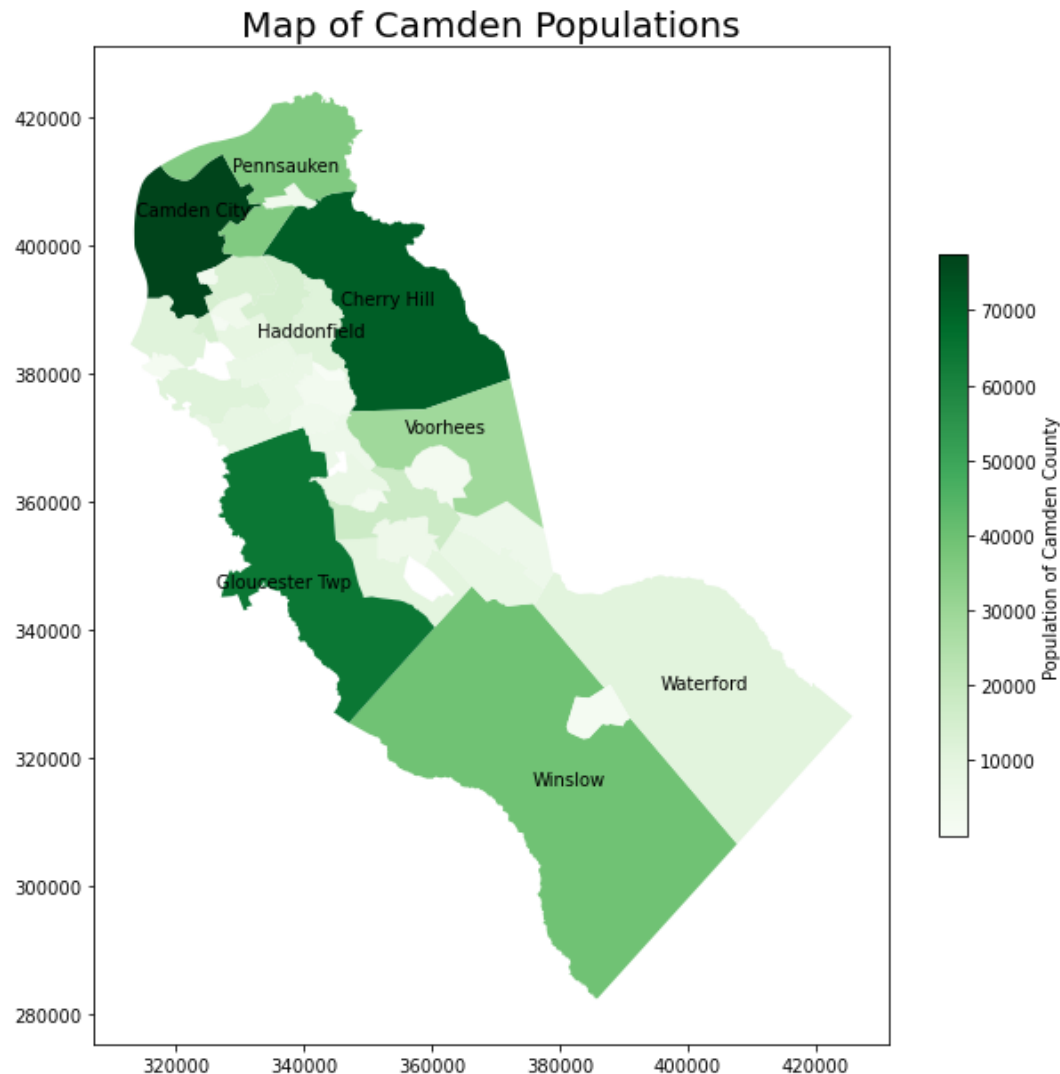 Map of Camden Populations
420000
400000
380000
360000
340000
320000
300000
280000
Pennsauken
Camden City
Cherry Hill
Haddonfield
Voorhees
Gloucester Twp
Waterford
Winslow
320000
340000
360000
380000
400000
420000
70000
60000
50000
40000
30000
20000
10000
Population of Camden County